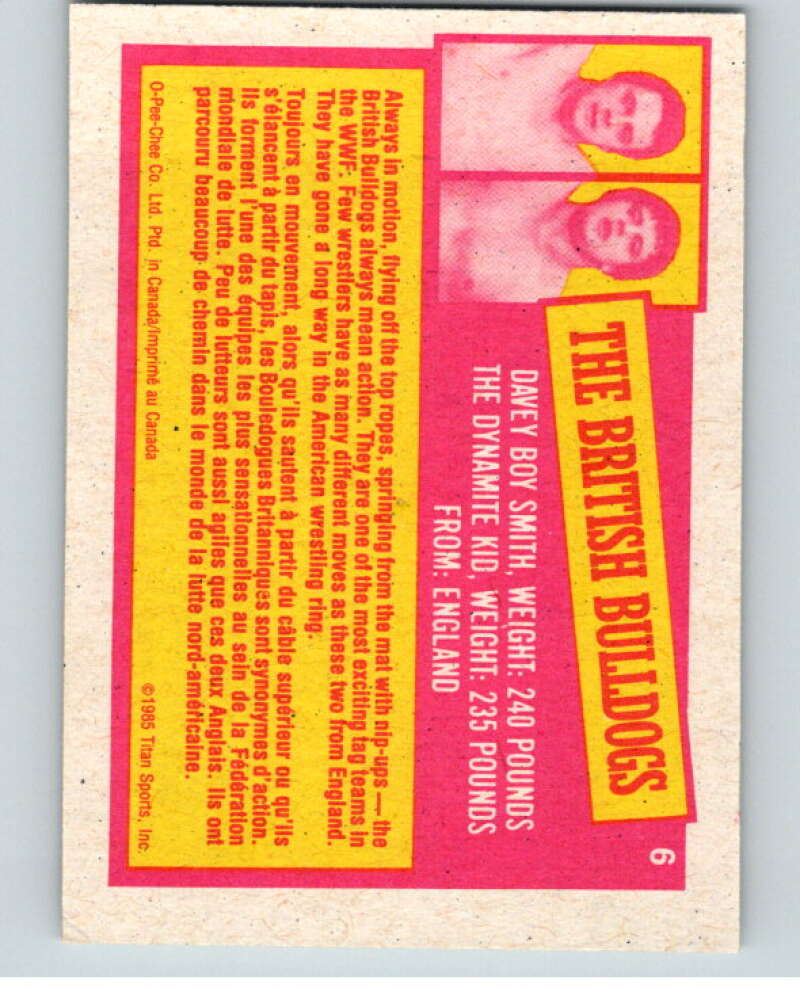 6
THE BRITISH BULLDOGS
DAVEY BOY SMITH, WEIGHT: 240 POUNDS
THE DYNAMITE KID, WEIGHT: 235 POUNDS
FROM: ENGLAND
Always in motion, flying off the top ropes, springing from the mat with nip-ups — the
British Bulldogs always mean action. They are one of the most exciting tag teams in
the WWF. Few wrestlers have as many different moves as these two from England.
They have gone a long way in the American wrestling ring.
Toujours en mouvement, alors qu'ils sautent à partir du câble supérieur ou qu'ils
s'élancent à partir du tapis, les Bouledogues Britanniques sont synonymes d'action.
Ils forment l'une des équipes les plus sensationnelles au sein de la Fédération
mondiale de lutte. Peu de lutteurs sont aussi agiles que ces deux Anglais. Ils ont
parcouru beaucoup de chemin dans le monde de la lutte nord-américaine.
O-Pee-Chee Co. Ltd. Ptd. in Canada/Imprimé au Canada
©1985 Titan Sports, Inc.